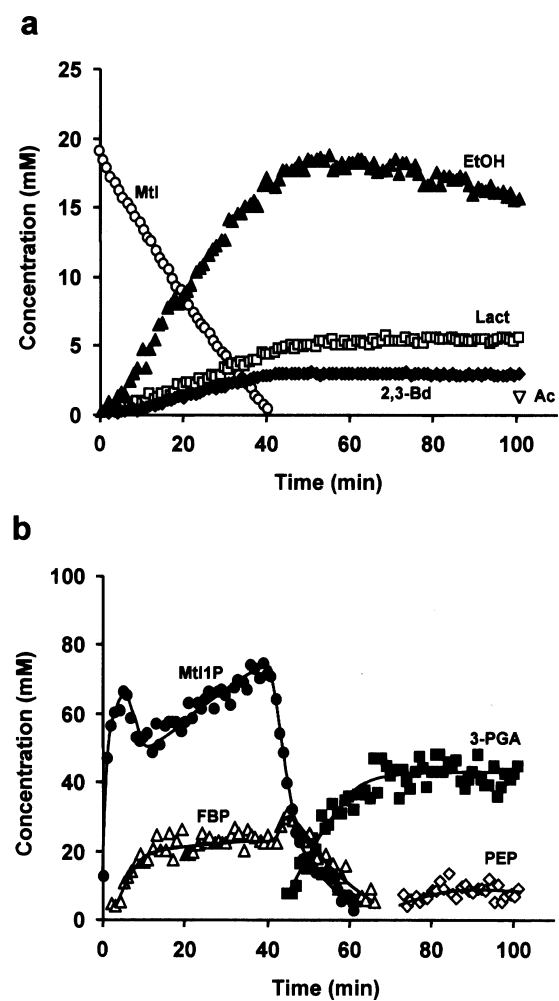 a
25
20
15
10
5
0
Concentration (mM)
Mtl
EtOH
Lact
2,3-Bd
Ac
0 20 40 60 80 100
Time (min)
b
100
80
60
40
20
0
Concentration (mM)
Mtl1P
3-PGA
FBP
PEP
0 20 40 60 80 100
Time (min)